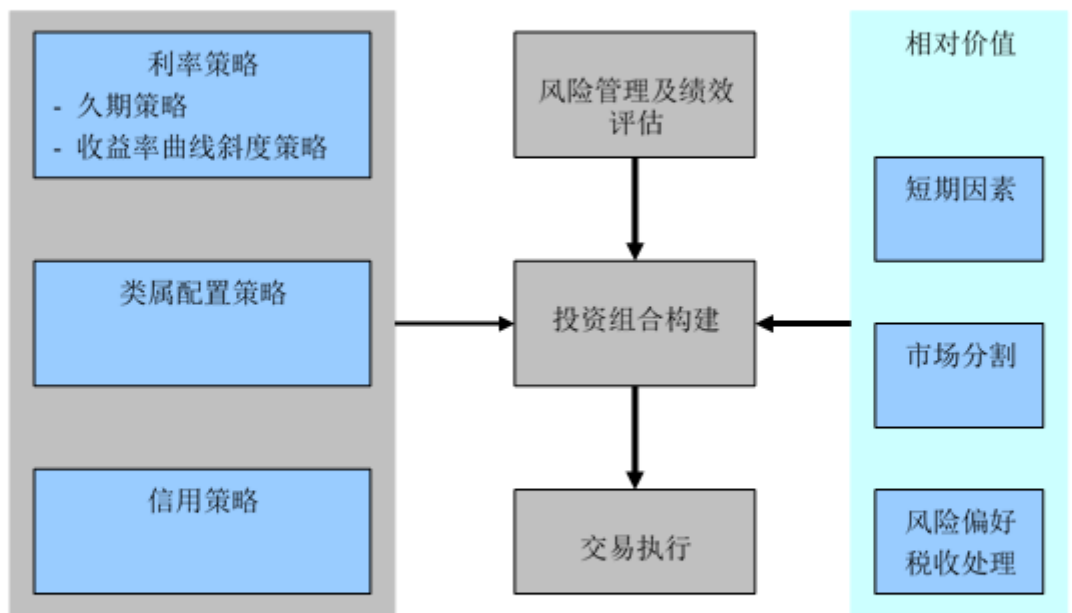 利率策略
- 久期策略
- 收益率曲线斜度策略
类属配置策略
信用策略
风险管理及绩效
评估
投资组合构建
交易执行
相对价值
短期因素
市场分割
风险偏好
税收处理